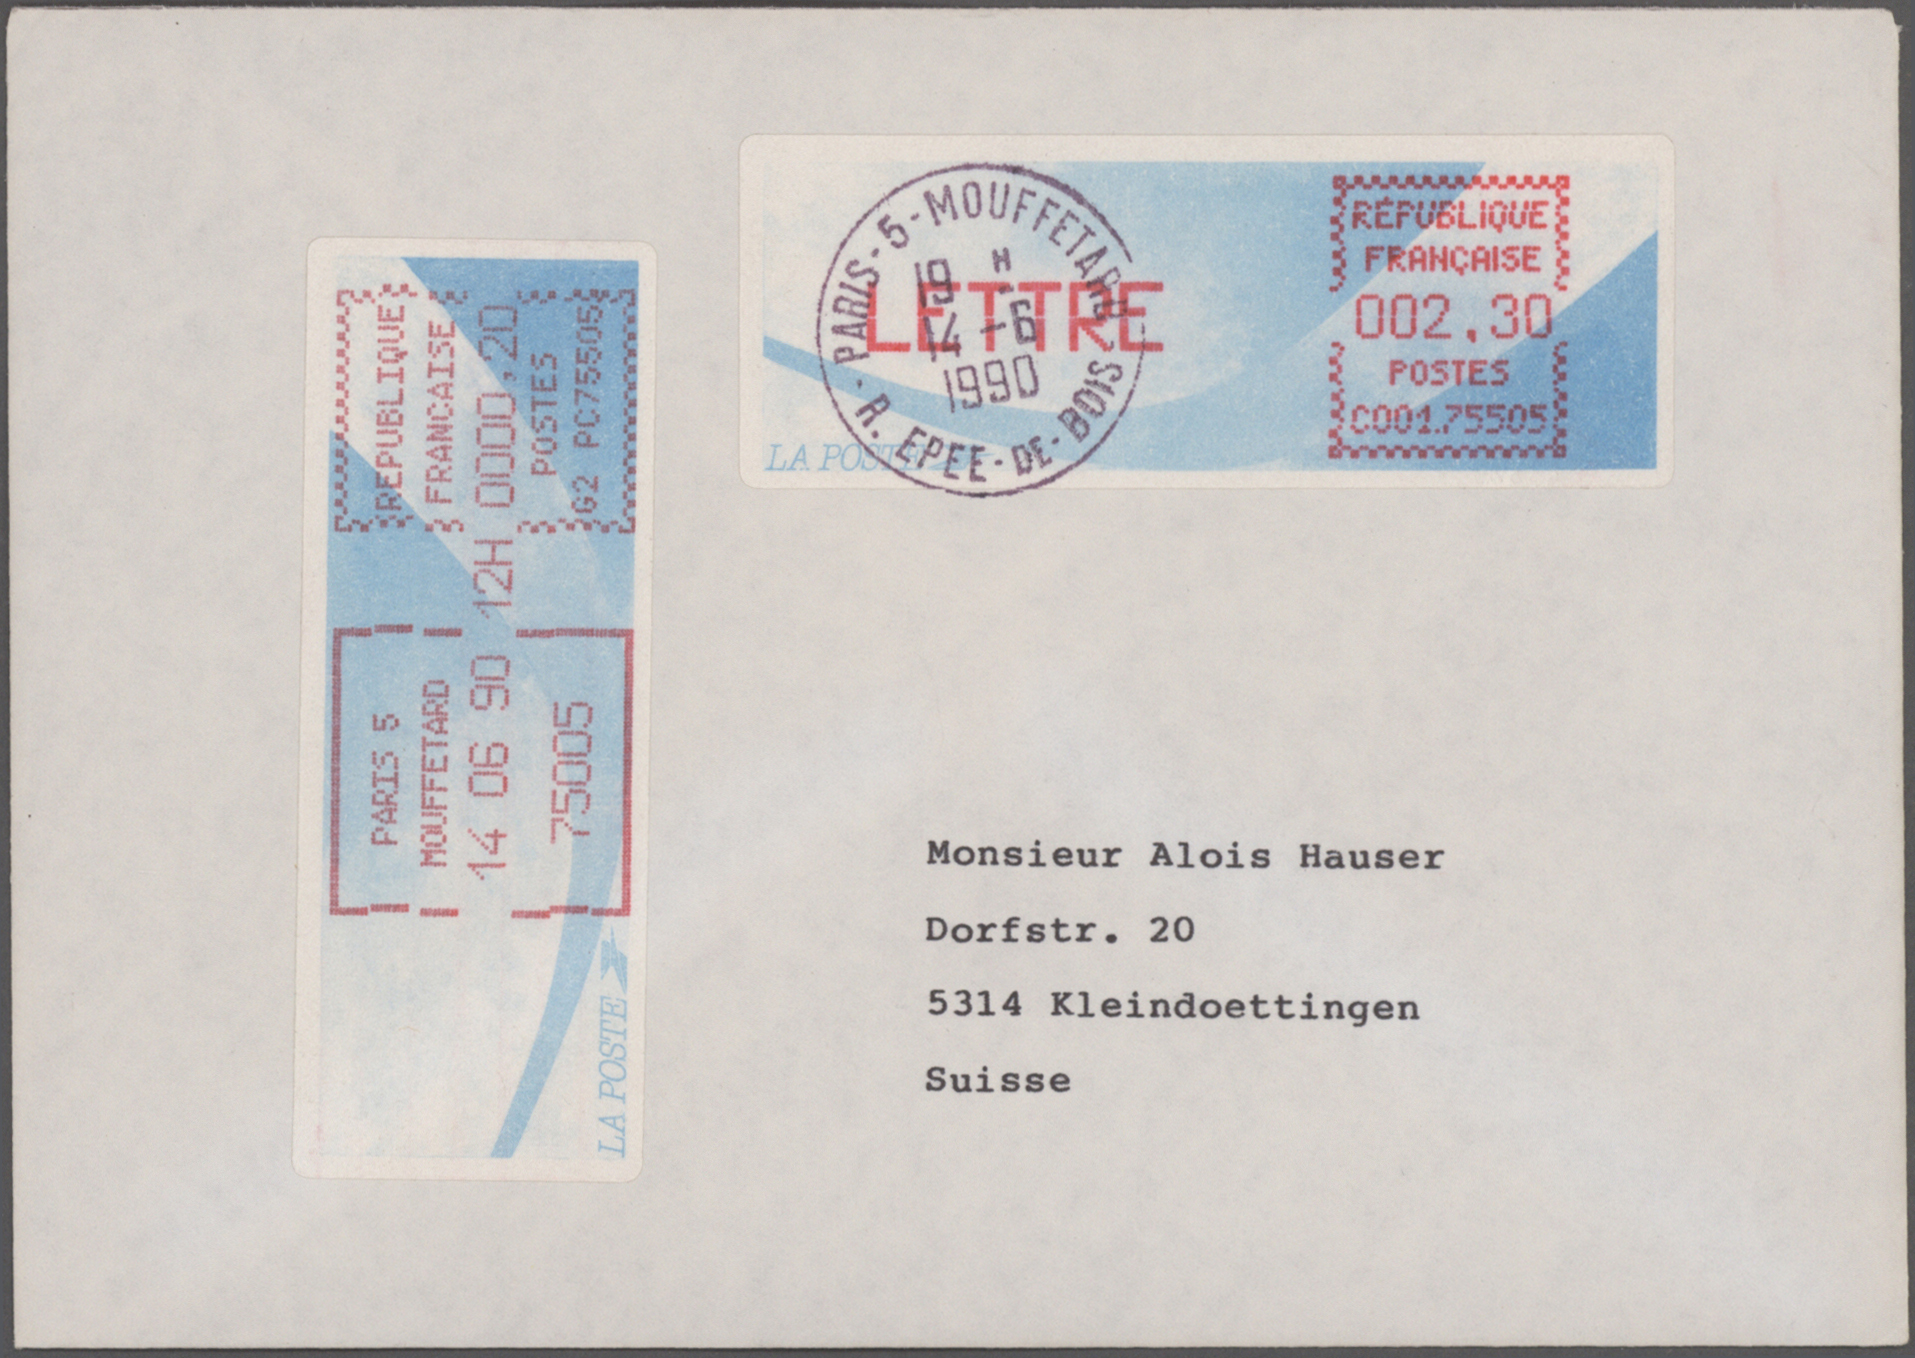 RÉPUBLIQUE
FRANÇAISE
002,30
POSTES
C001.75505
LETTRE
PARIS-5-MOUFFETARD
19 H
14-6
1990
R. EPEE-DE-BOIS
LA POSTE
REPUBLIQUE
FRANCAISE
0000,20
POSTES
G2 PC75505
12H
PARIS 5
MOUFFETARD
14 06 90
75005
LA POSTE
Monsieur Alois Hauser
Dorfstr. 20
5314 Kleindoettingen
Suisse